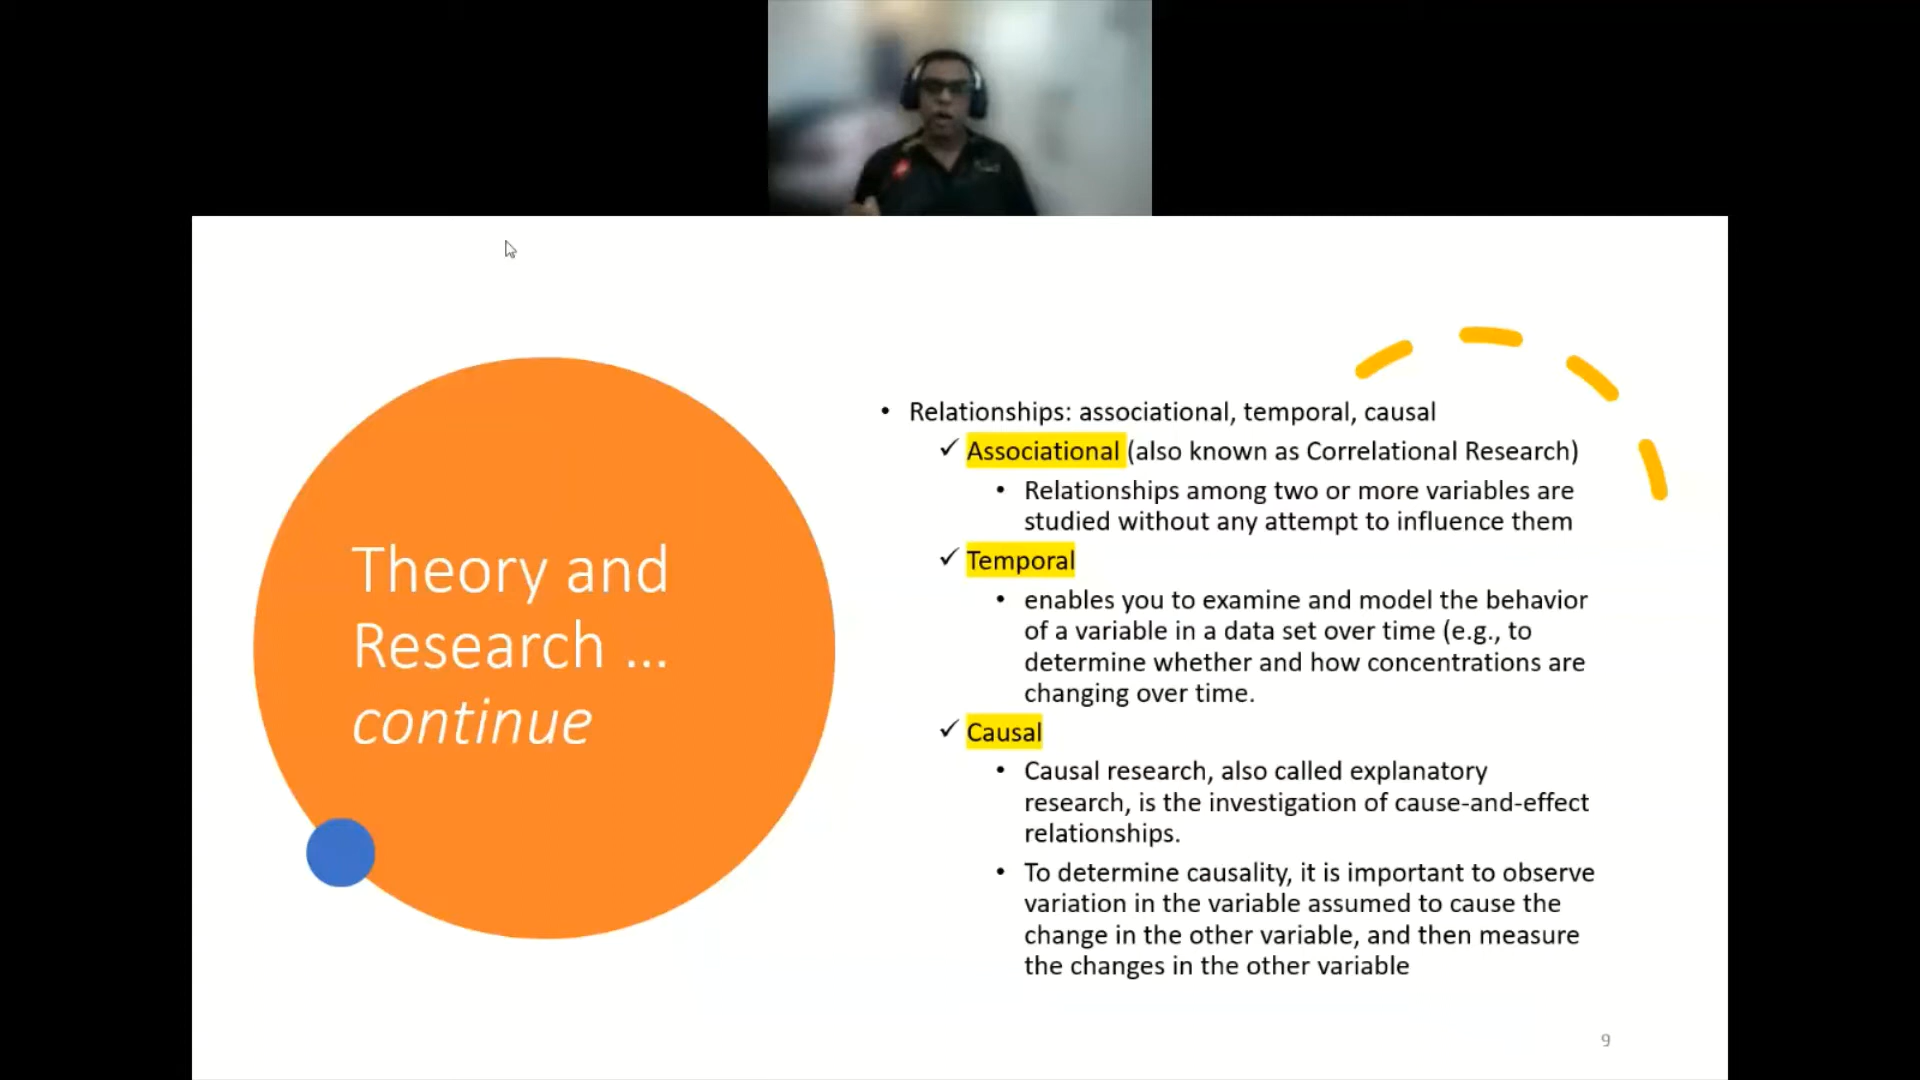 Theory and
Research ...
continue
• Relationships: associational, temporal, causal
✓ Associational (also known as Correlational Research)
• Relationships among two or more variables are
studied without any attempt to influence them
✓ Temporal
• enables you to examine and model the behavior
of a variable in a data set over time (e.g., to
determine whether and how concentrations are
changing over time.
✓ Causal
• Causal research, also called explanatory
research, is the investigation of cause-and-effect
relationships.
• To determine causality, it is important to observe
variation in the variable assumed to cause the
change in the other variable, and then measure
the changes in the other variable
9